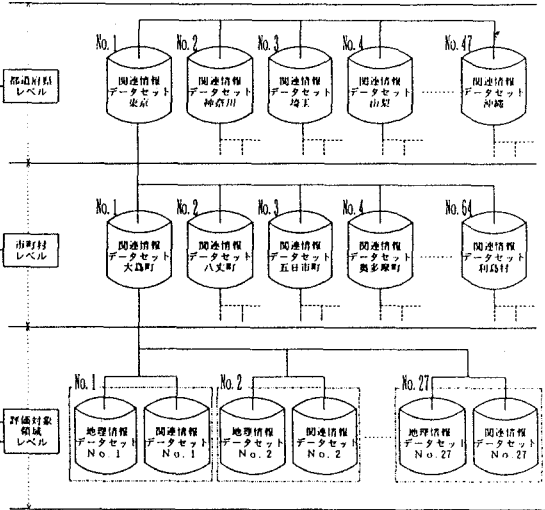 No.1 No.2 No.3 No.4 No.47
都道府県
レベル
関連情報
データセット
東京
関連情報
データセット
神奈川
関連情報
データセット
埼玉
関連情報
データセット
山梨
関連情報
データセット
沖縄
No.1 No.2 No.3 No.4 No.64
市町村
レベル
関連情報
データセット
大島町
関連情報
データセット
八丈町
関連情報
データセット
五日市町
関連情報
データセット
奥多摩町
関連情報
データセット
利島村
No.1 No.2 No.27
評価対象
領域
レベル
地理情報
データセット
No.1
関連情報
データセット
No.1
地理情報
データセット
No.2
関連情報
データセット
No.2
地理情報
データセット
No.27
関連情報
データセット
No.27